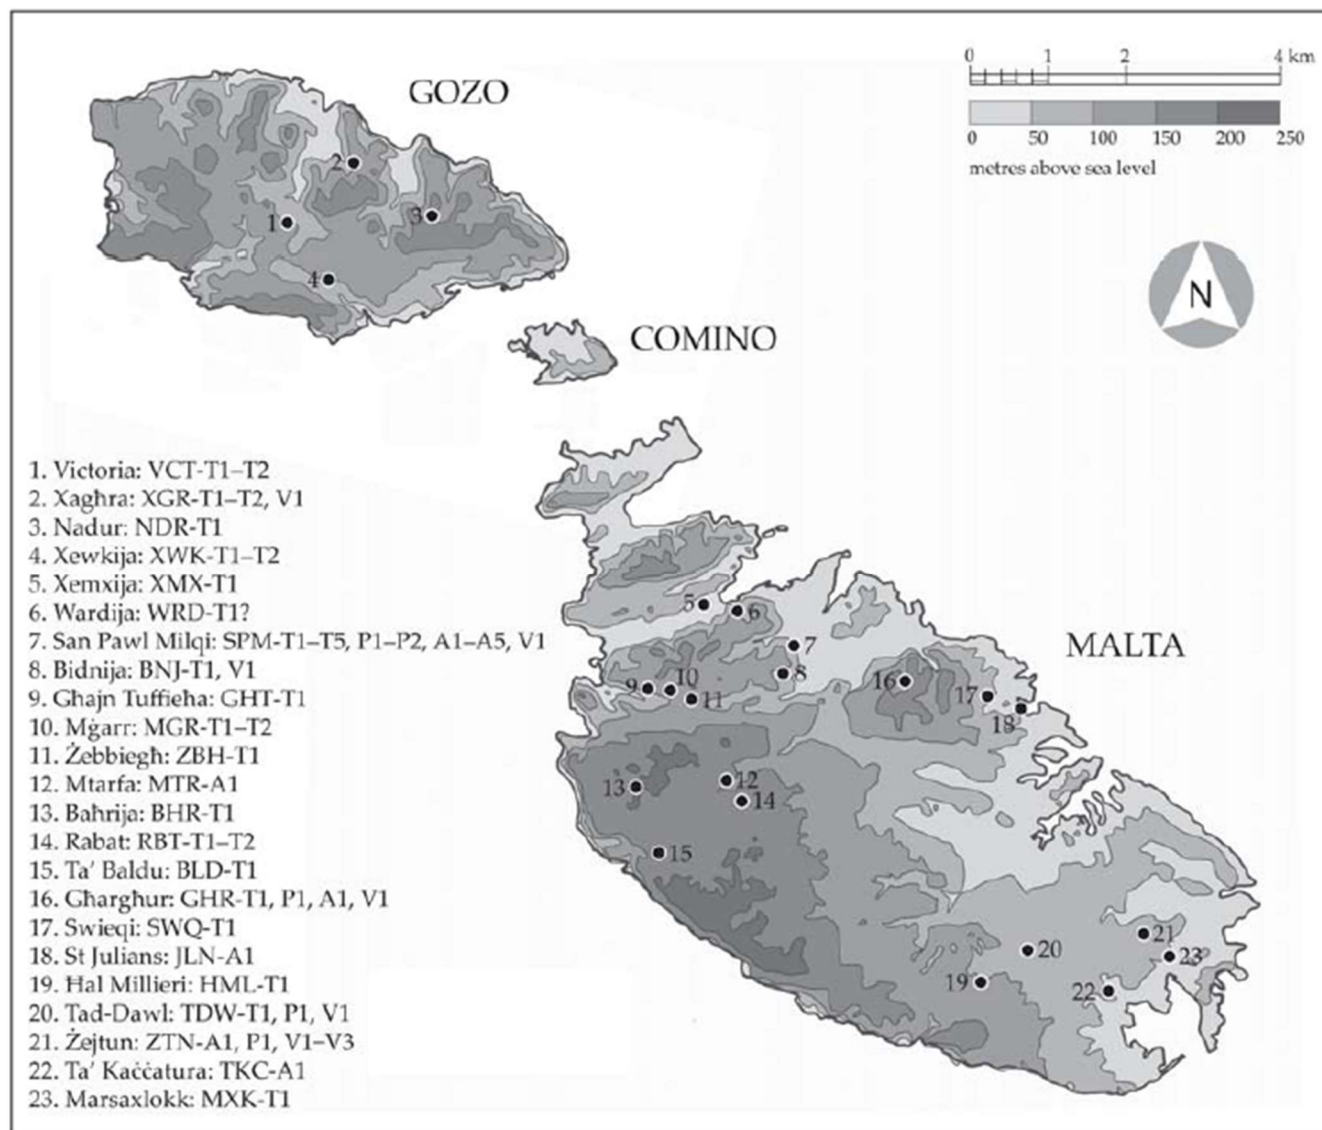 GOZO
0 1 2 4 km
0 50 100 150 200 250
metres above sea level
2
1
3
4
N
COMINO
1. Victoria: VCT-T1–T2
2. Xagħra: XGR-T1–T2, V1
3. Nadur: NDR-T1
4. Xewkija: XWK-T1–T2
5. Xemxija: XMX-T1
6. Wardija: WRD-T1?
7. San Pawl Milqi: SPM-T1–T5, P1–P2, A1–A5, V1
8. Bidnija: BNJ-T1, V1
9. Għajn Tuffieħa: GHT-T1
10. Mġarr: MGR-T1–T2
11. Żebbiegħ: ZBH-T1
12. Mtarfa: MTR-A1
13. Baħrija: BHR-T1
14. Rabat: RBT-T1–T2
15. Ta' Baldu: BLD-T1
16. Għargħur: GHR-T1, P1, A1, V1
17. Swieqi: SWQ-T1
18. St Julians: JLN-A1
19. Ħal Millieri: HML-T1
20. Tad-Dawl: TDW-T1, P1, V1
21. Żejtun: ZTN-A1, P1, V1–V3
22. Ta' Kaċċatura: TKC-A1
23. Marsaxlokk: MXK-T1
MALTA
5
6
7
8
9
10
11
16
17
18
12
13
14
15
21
20
23
19
22